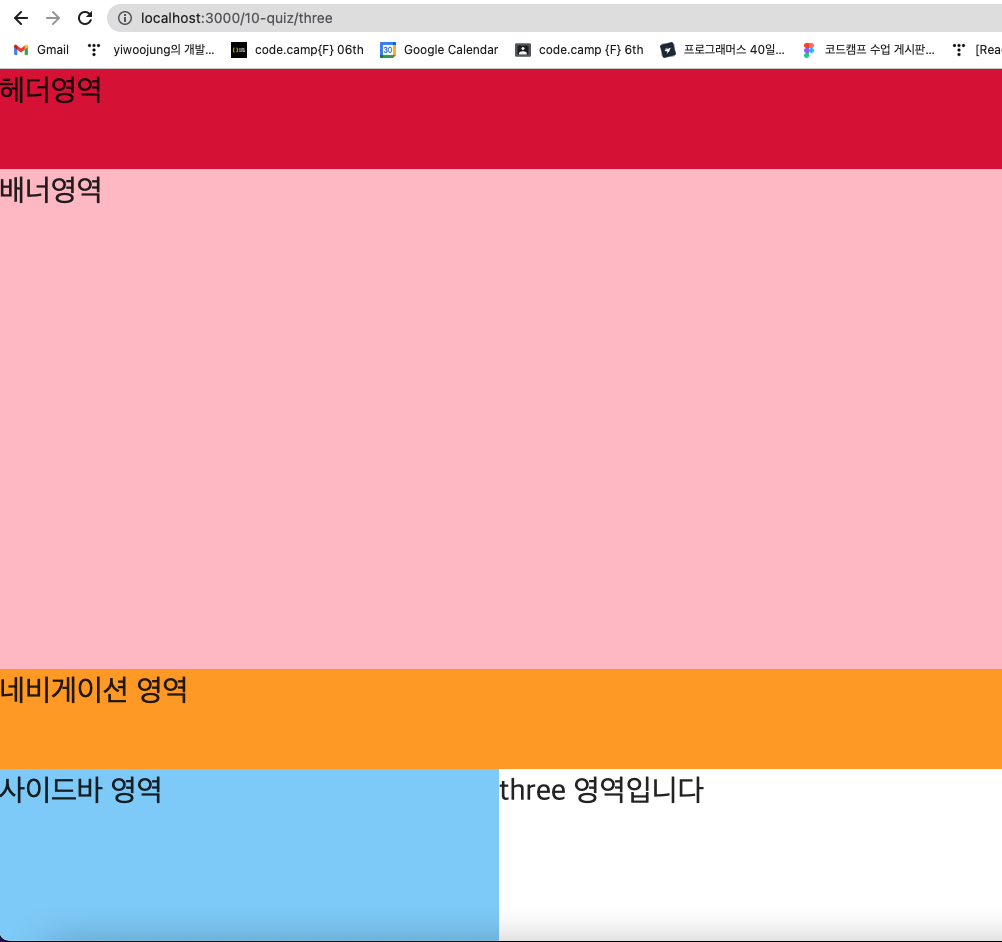 localhost:3000/10-quiz/three
Gmail yiwoojung의 개발... code.camp{F} 06th Google Calendar code.camp {F} 6th 프로그래머스 40일... 코드캠프 수업 게시판... [Rea
헤더영역
배너영역
네비게이션 영역
사이드바 영역 three 영역입니다